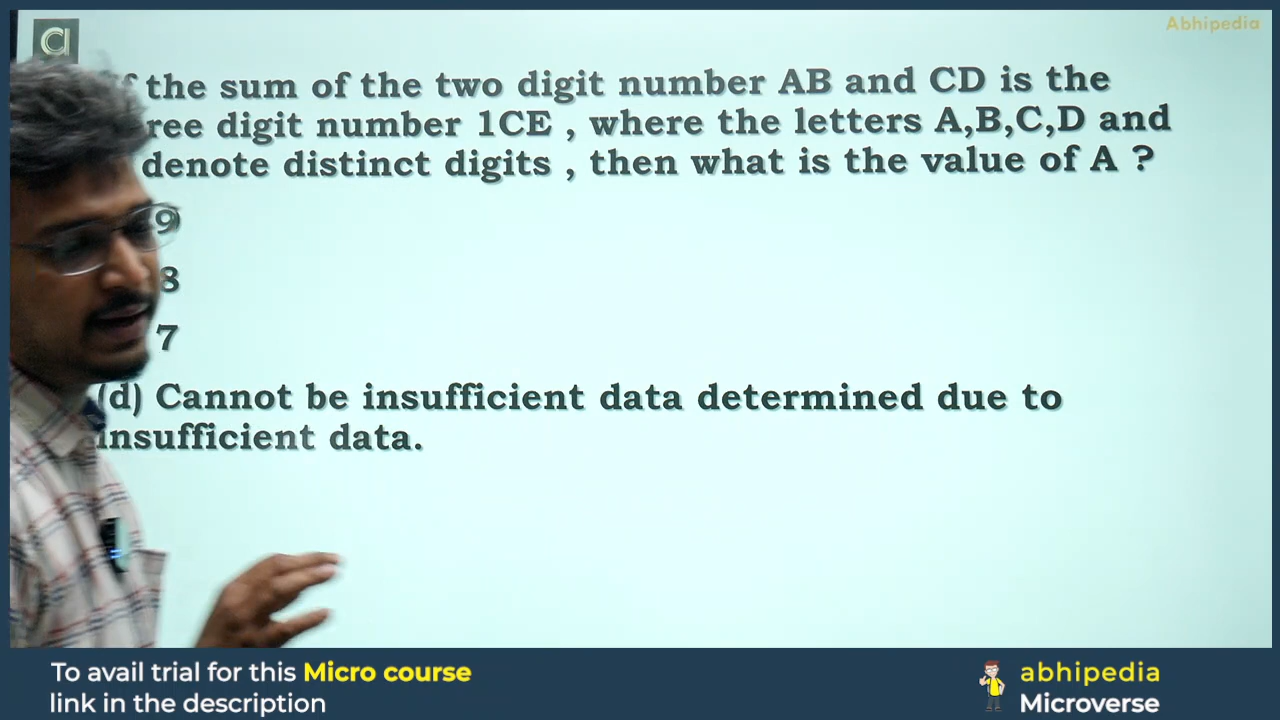 Abhipedia
the sum of the two digit number AB and CD is the
digit number 1CE , where the letters A,B,C,D and
denote distinct digits , then what is the value of A ?
9
8
7
(d) Cannot be insufficient data determined due to
insufficient data.
To avail trial for this Micro course
link in the description
abhipedia
Microverse